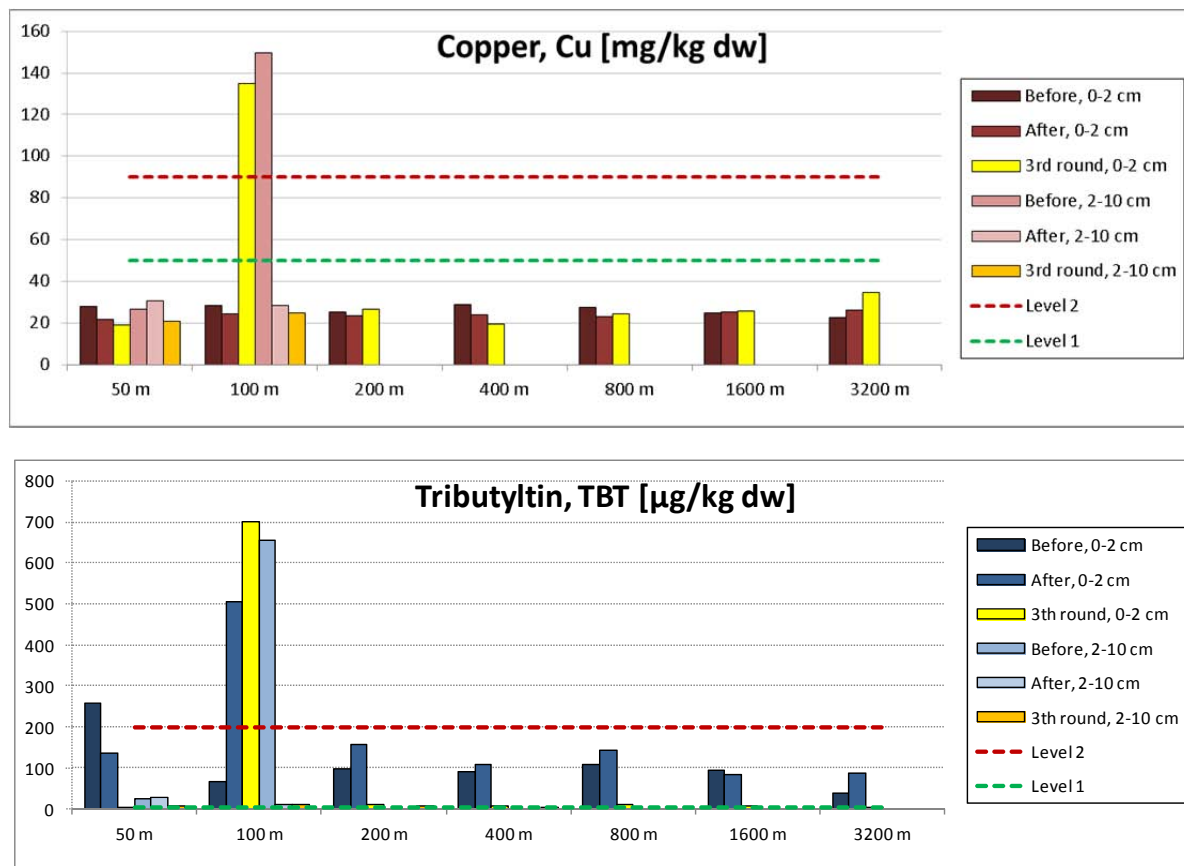 Copper, Cu [mg/kg dw]
160
140
120
100
80
60
40
20
0
50 m 100 m 200 m 400 m 800 m 1600 m 3200 m
Before, 0-2 cm
After, 0-2 cm
3rd round, 0-2 cm
Before, 2-10 cm
After, 2-10 cm
3rd round, 2-10 cm
Level 2
Level 1
Tributyltin, TBT [µg/kg dw]
800
700
600
500
400
300
200
100
0
50 m 100 m 200 m 400 m 800 m 1600 m 3200 m
Before, 0-2 cm
After, 0-2 cm
3th round, 0-2 cm
Before, 2-10 cm
After, 2-10 cm
3th round, 2-10 cm
Level 2
Level 1